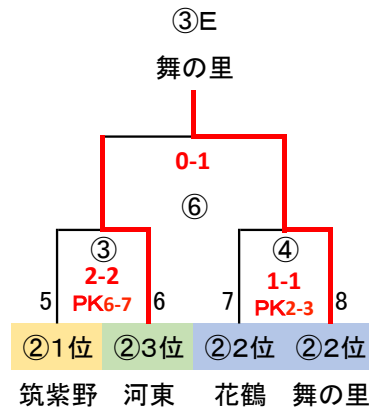 ③E
舞の里
0-1
⑥
③ ④
2-2 1-1
5 PK6-7 6 7 PK2-3 8
②1位 ②3位 ②2位 ②2位
筑紫野 河東 花鶴 舞の里